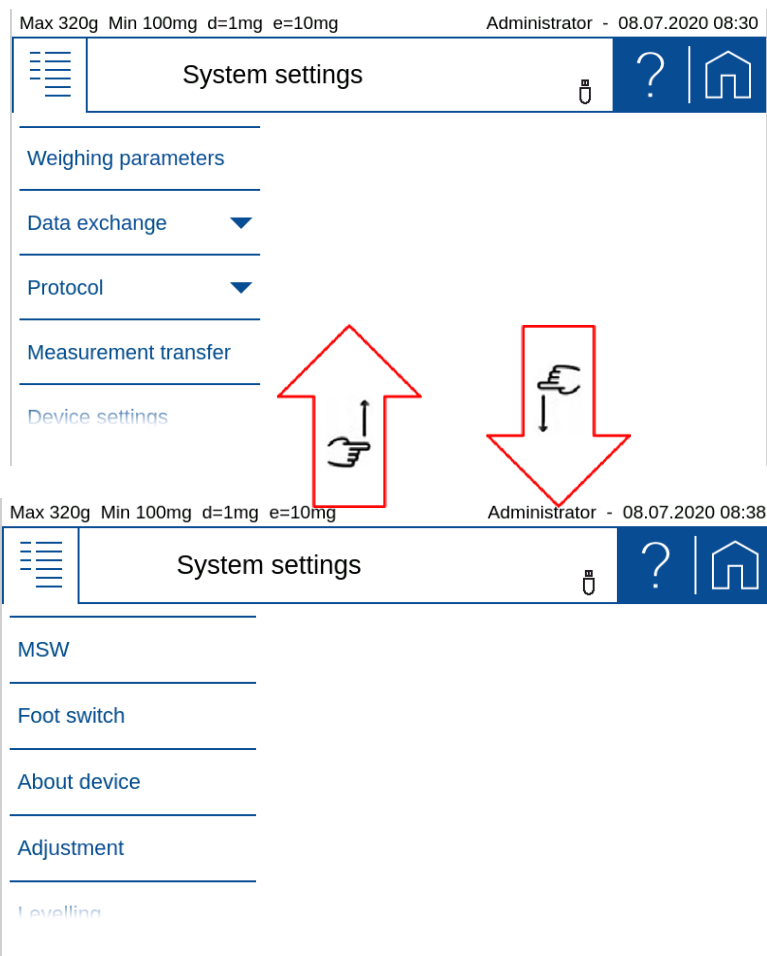 Max 320g Min 100mg d=1mg e=10mg Administrator - 08.07.2020 08:30
System settings ?
Weighing parameters
Data exchange
Protocol
Measurement transfer
Device settings
Max 320g Min 100mg d=1mg e=10mg Administrator - 08.07.2020 08:38
System settings ?
MSW
Foot switch
About device
Adjustment
Levelling